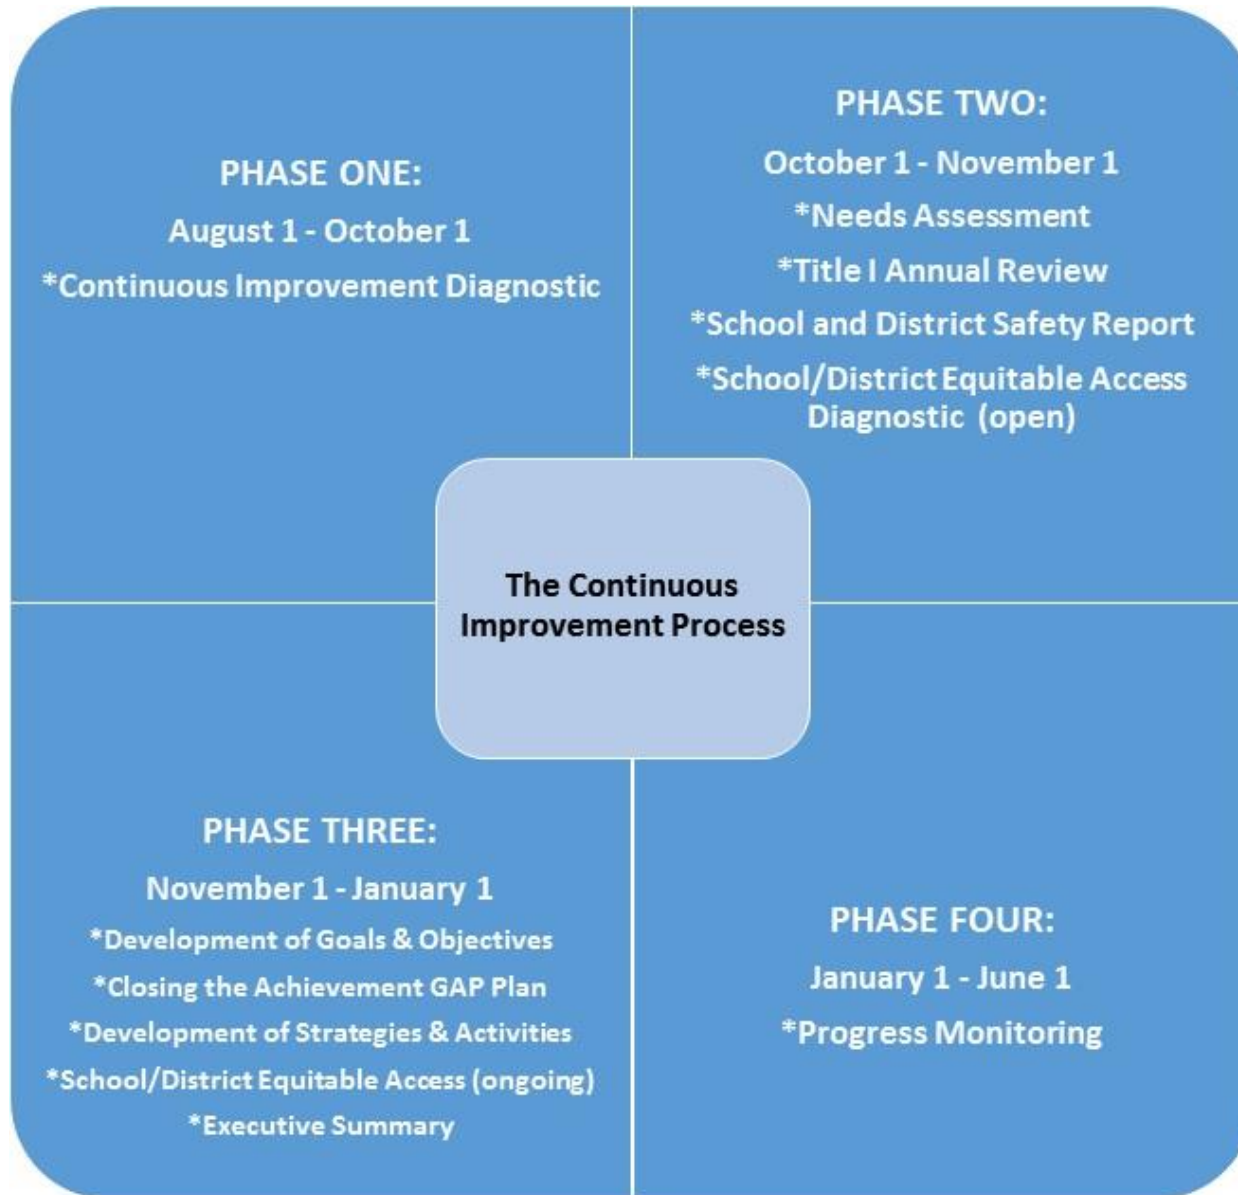 PHASE ONE:
August 1 - October 1
*Continuous Improvement Diagnostic
PHASE TWO:
October 1 - November 1
*Needs Assessment
*Title I Annual Review
*School and District Safety Report
*School/District Equitable Access
Diagnostic (open)
The Continuous
Improvement Process
PHASE THREE:
November 1 - January 1
*Development of Goals & Objectives
*Closing the Achievement GAP Plan
*Development of Strategies & Activities
*School/District Equitable Access (ongoing)
*Executive Summary
PHASE FOUR:
January 1 - June 1
*Progress Monitoring